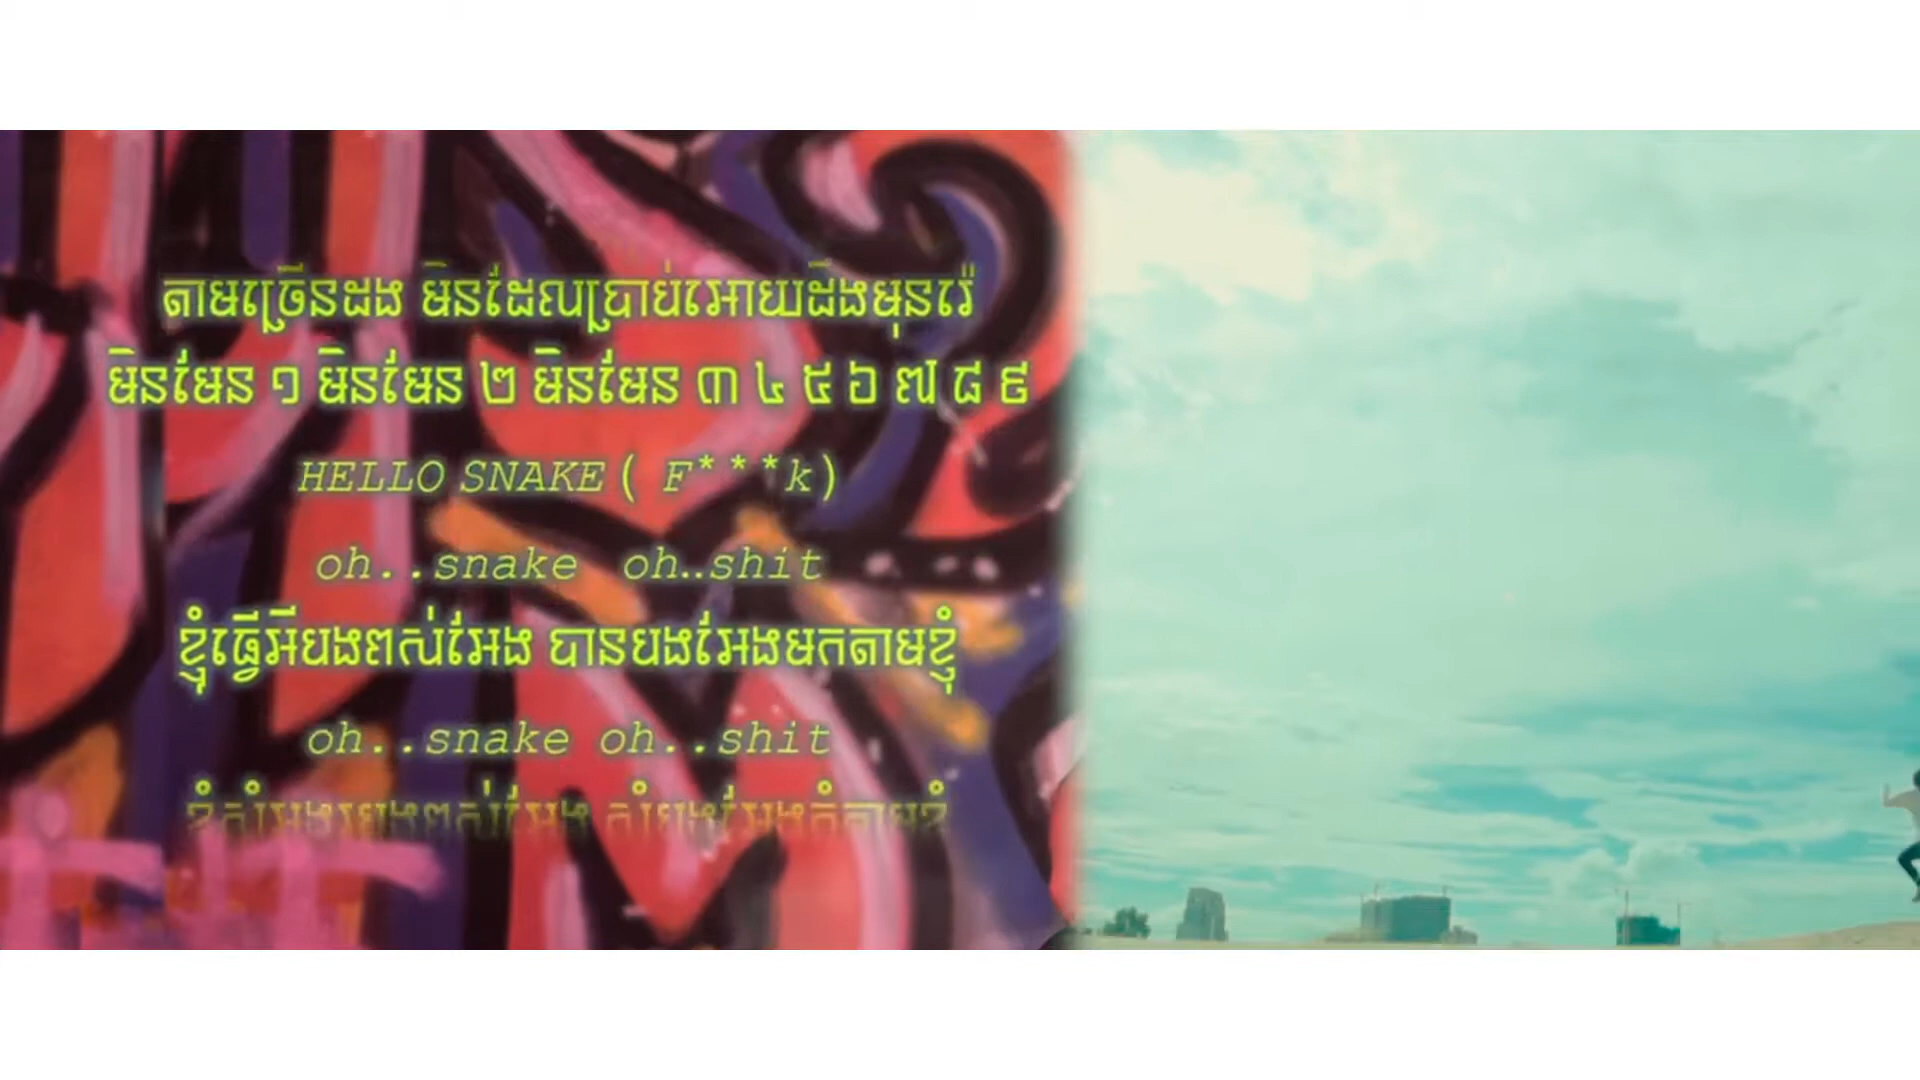 តាមច្រើនដង មិនដែលប្រាប់អោយដឹងមុនទេ
មិនមែន ១ មិនមែន ២ មិនមែន ៣ ៤ ៥ ៦ ៧ ៨ ៩
HELLO SNAKE ( F***k)
oh..snake oh..shit
ខ្ញុំធ្វើអីបងពស់អែង បានបងអែងមកតាមខ្ញុំ
oh..snake oh..shit